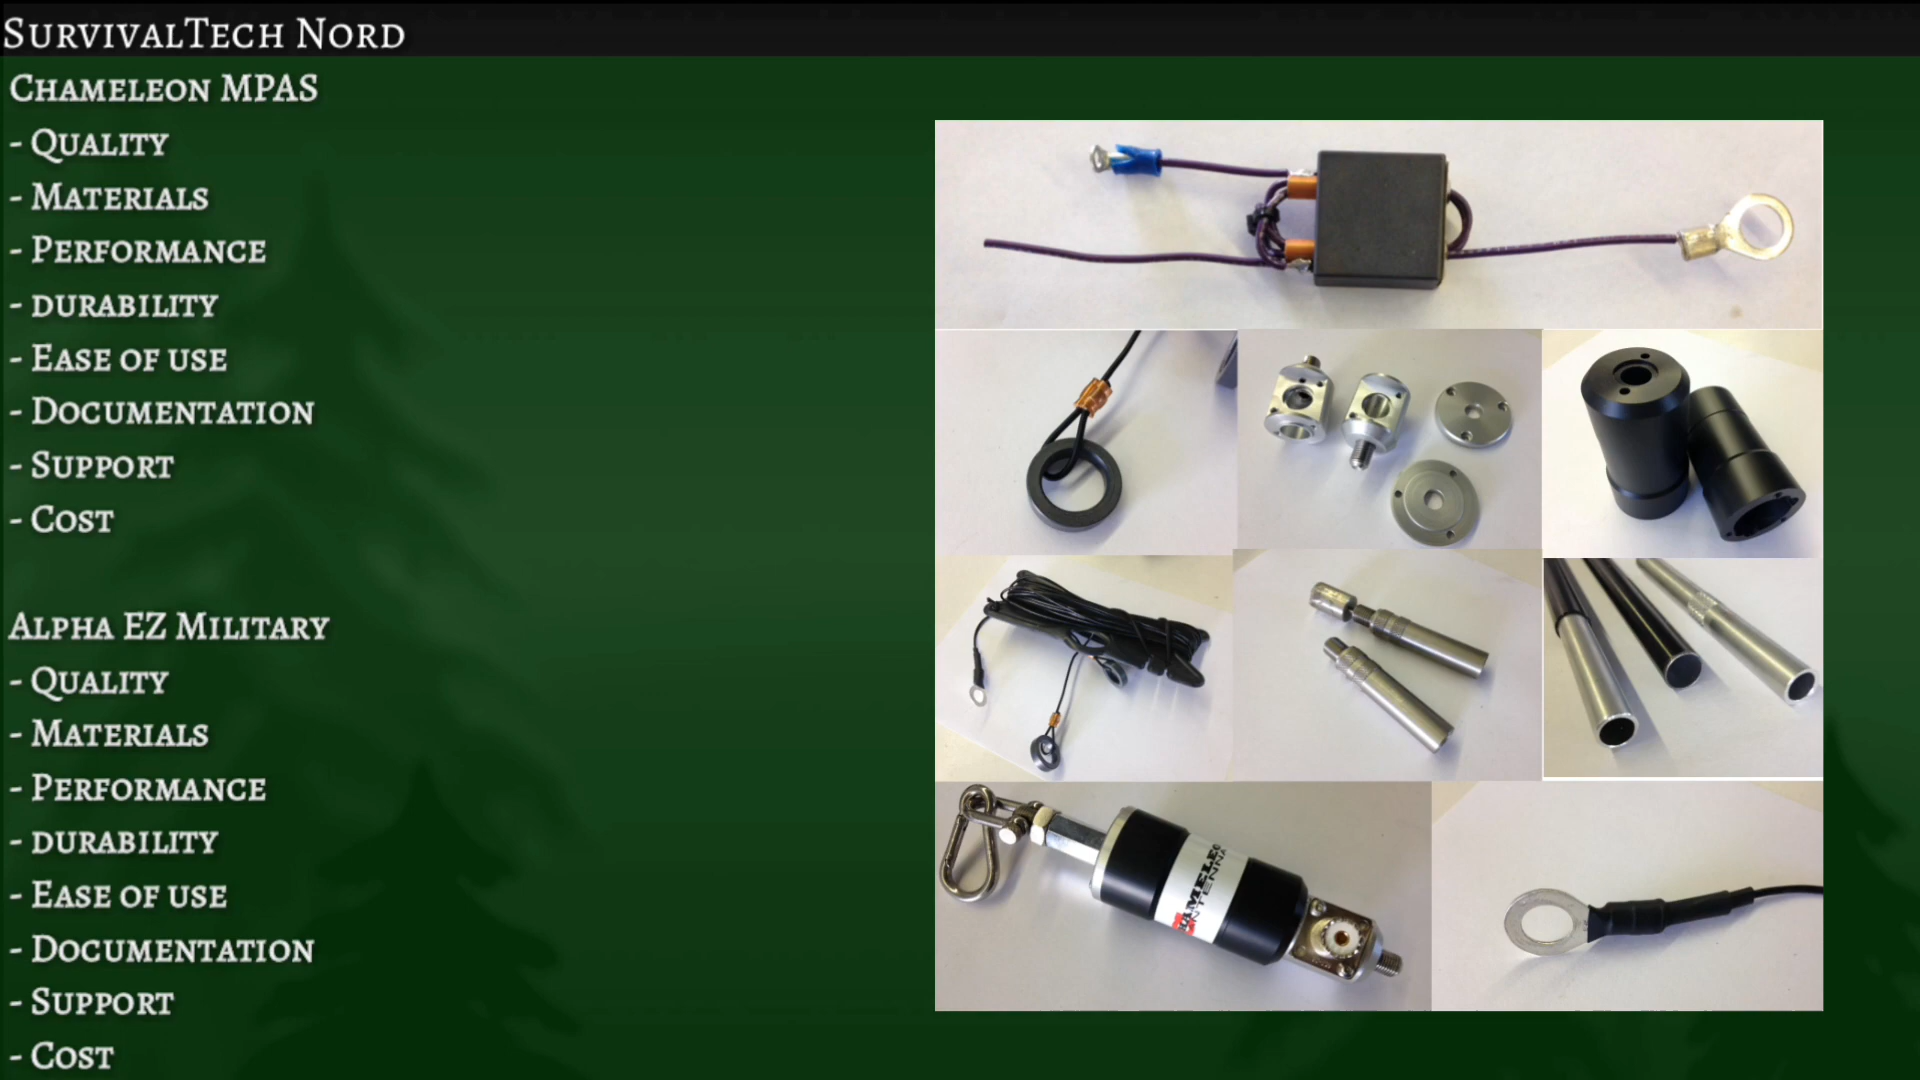 SurvivalTech Nord
Chameleon MPAS
- Quality
- Materials
- Performance
- durability
- Ease of use
- Documentation
- Support
- Cost
Alpha EZ Military
- Quality
- Materials
- Performance
- durability
- Ease of use
- Documentation
- Support
- Cost